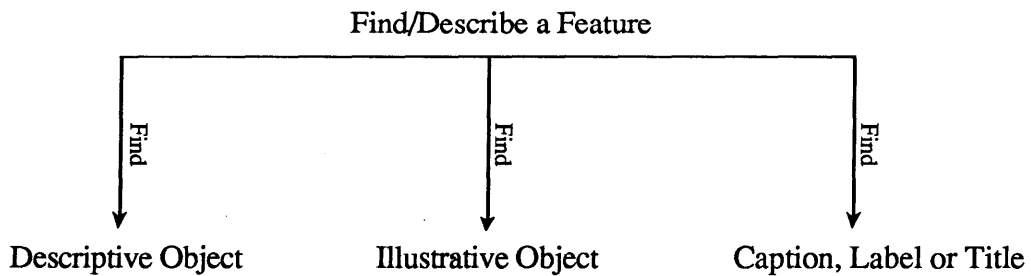 Find/Describe a Feature
Find
Find
Find
Descriptive Object
Illustrative Object
Caption, Label or Title